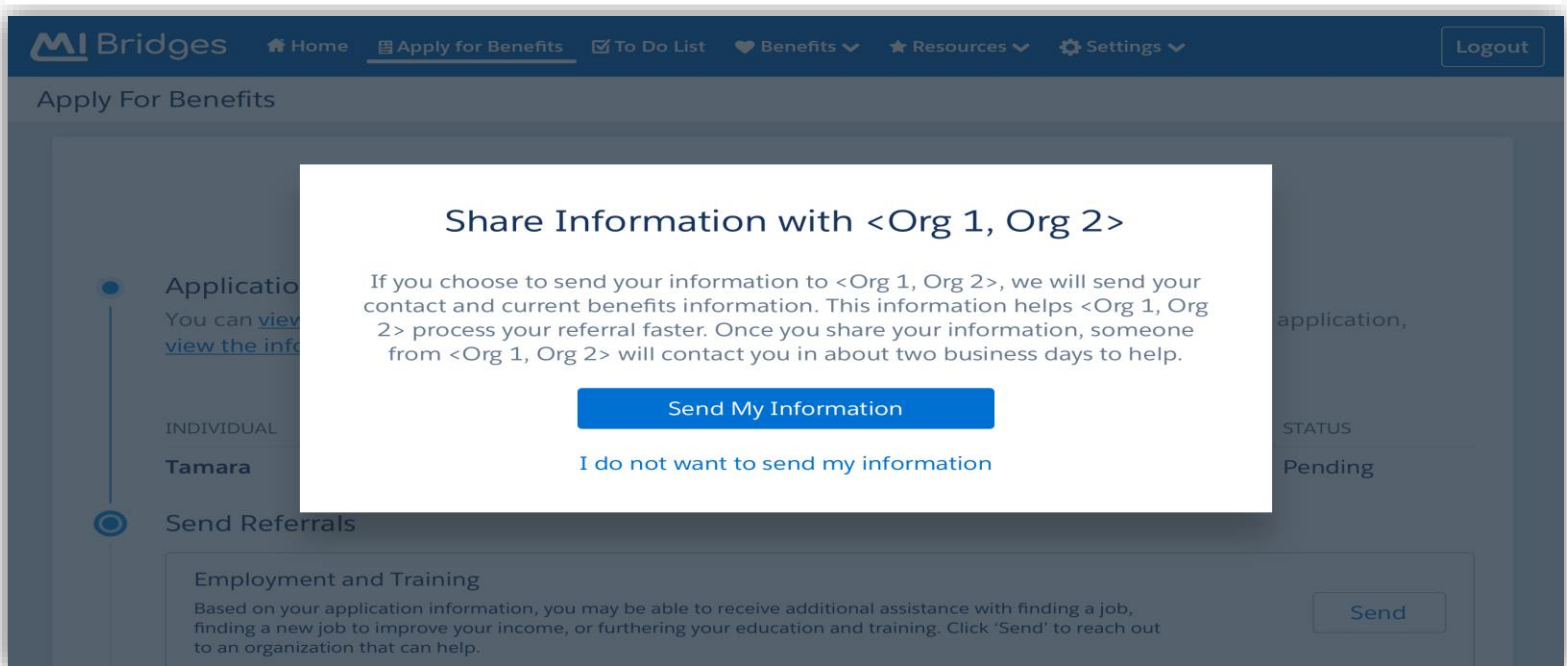 MI Bridges Home Apply for Benefits To Do List Benefits Resources Settings Logout
Apply For Benefits
Share Information with <Org 1, Org 2>
If you choose to send your information to <Org 1, Org 2>, we will send your
contact and current benefits information. This information helps <Org 1, Org
2> process your referral faster. Once you share your information, someone
from <Org 1, Org 2> will contact you in about two business days to help.
Send My Information
I do not want to send my information
Applicatio
You can view
application,
view the info
INDIVIDUAL
STATUS
Tamara
Pending
Send Referrals
Employment and Training
Based on your application information, you may be able to receive additional assistance with finding a job,
finding a new job to improve your income, or furthering your education and training. Click ‘Send’ to reach out
to an organization that can help.
Send